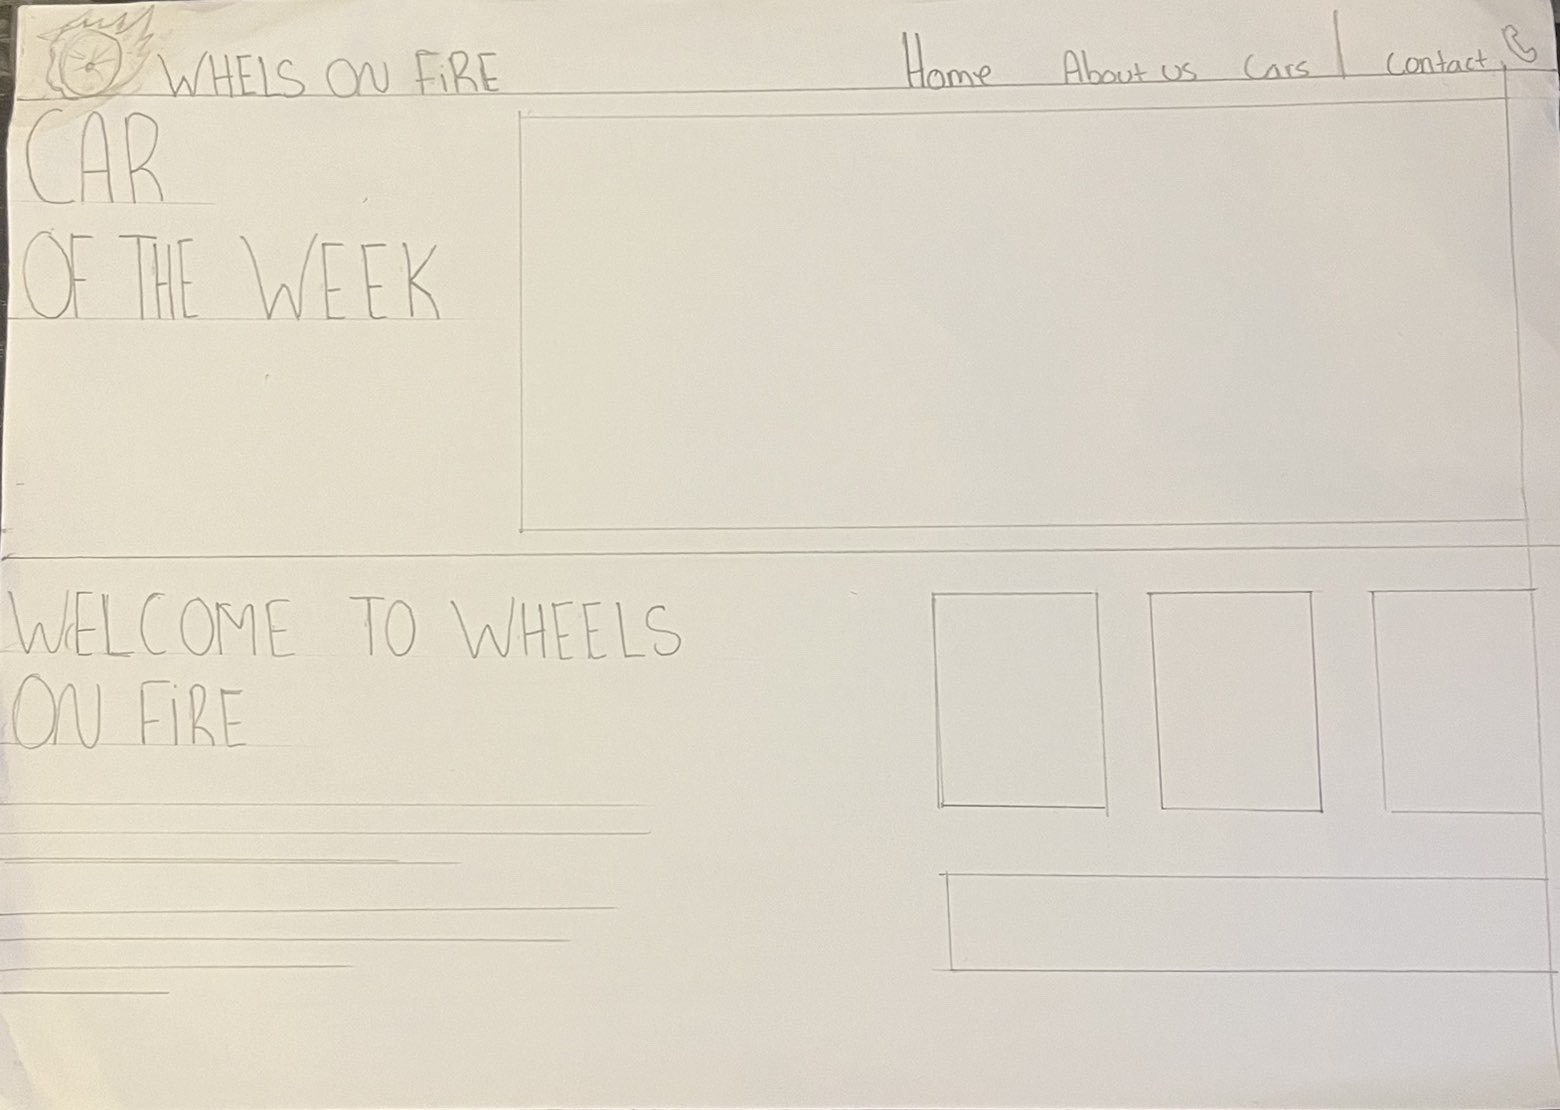 WHELS ON FiRE
Home About us Cars | Contact
CAR
OF THE WEEK
WELCOME TO WHEELS
ON FiRE